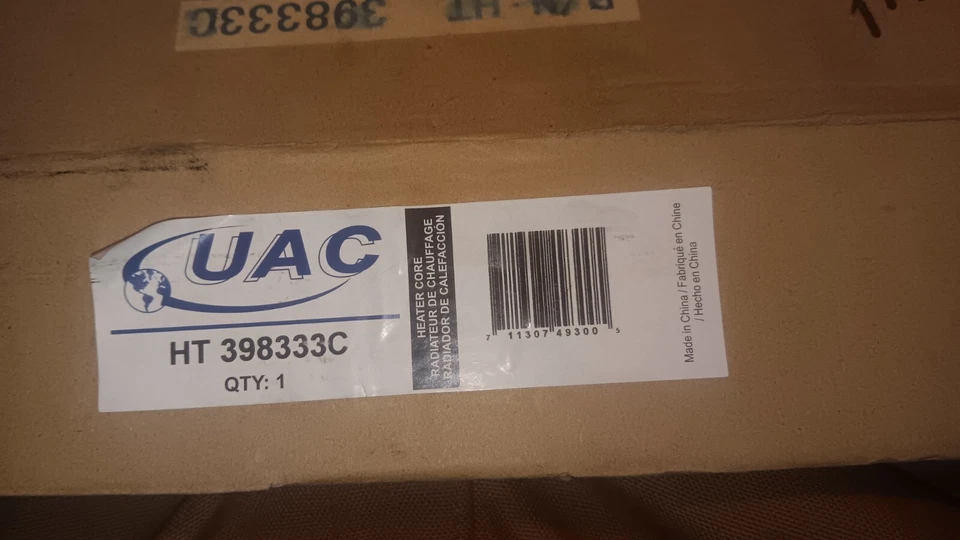 P/N HT 398333C
UAC
HT 398333C
QTY: 1
HEATER CORE
RADIATEUR DE CHAUFFAGE
RADIADOR DE CALEFACCIÓN
7 11307 49300 5
Made in China / Fabriqué en Chine
/ Hecho en China